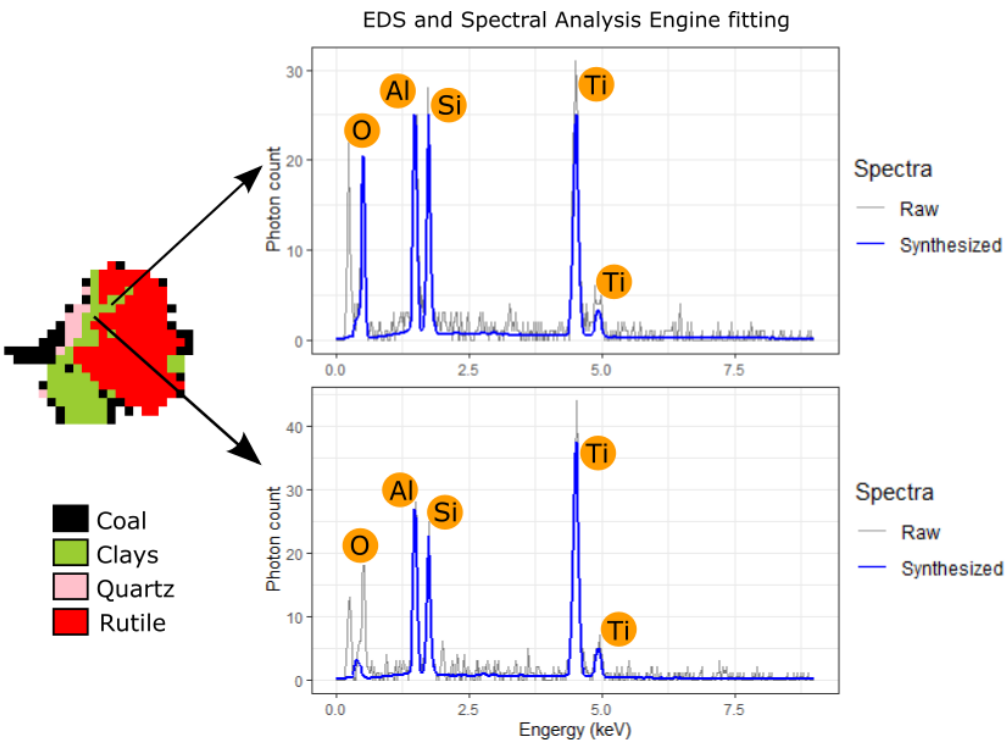 EDS and Spectral Analysis Engine fitting
30
20
10
0
Photon count
O
Al
Si
Ti
Ti
0.0 2.5 5.0 7.5
Spectra
Raw
Synthesized
40
30
20
10
0
Photon count
O
Al
Si
Ti
Ti
0.0 2.5 5.0 7.5
Engergy (keV)
Spectra
Raw
Synthesized
Coal
Clays
Quartz
Rutile